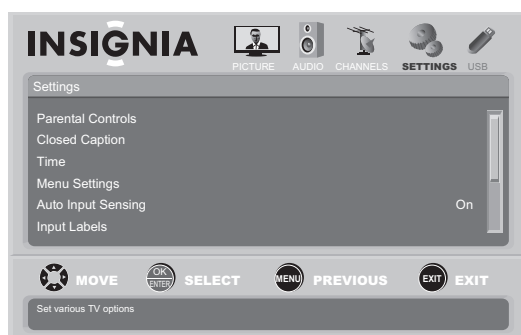 INSIGNIA
PICTURE AUDIO CHANNELS SETTINGS USB
Settings
Parental Controls
Closed Caption
Time
Menu Settings
Auto Input Sensing On
Input Labels
MOVE OK ENTER SELECT MENU PREVIOUS EXIT EXIT
Set various TV options